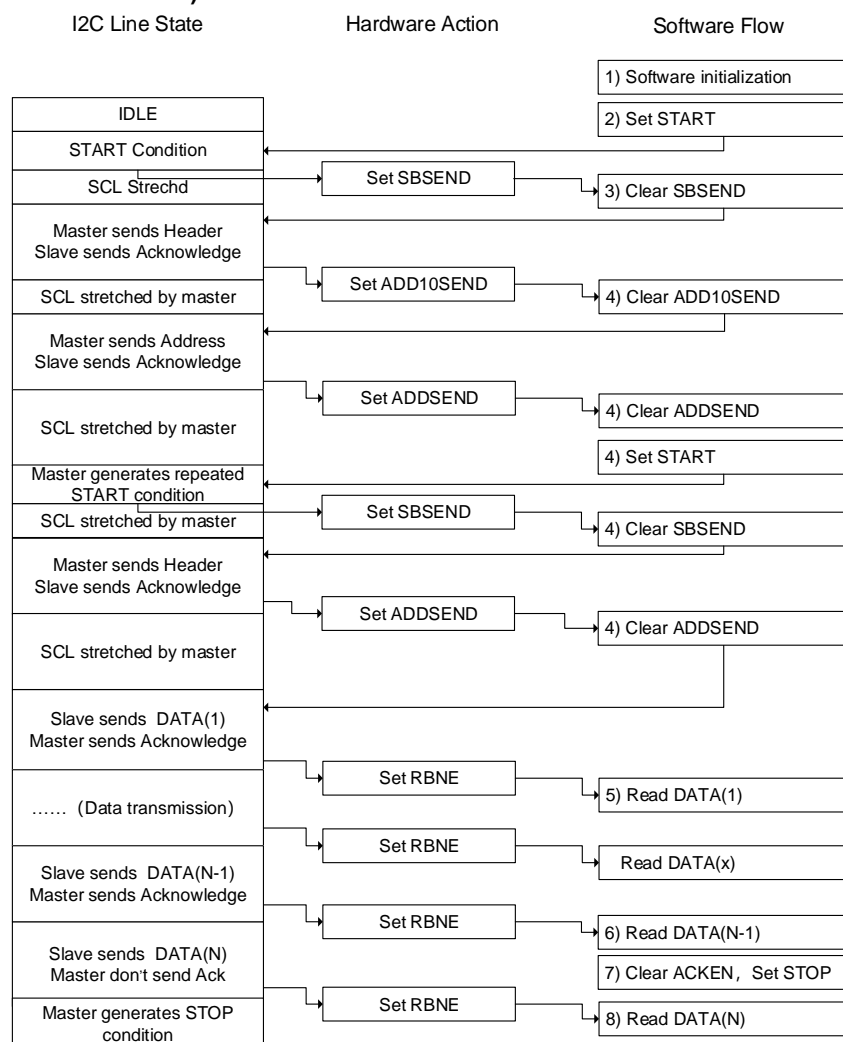 I2C Line State Hardware Action Software Flow
1) Software initialization
IDLE
2) Set START
START Condition
Set SBSEND
SCL Strechd
3) Clear SBSEND
Master sends Header
Slave sends Acknowledge
Set ADD10SEND
SCL stretched by master
4) Clear ADD10SEND
Master sends Address
Slave sends Acknowledge
Set ADDSEND
4) Clear ADDSEND
SCL stretched by master
4) Set START
Master generates repeated
START condition
Set SBSEND
SCL stretched by master
4) Clear SBSEND
Master sends Header
Slave sends Acknowledge
Set ADDSEND
4) Clear ADDSEND
SCL stretched by master
Slave sends DATA(1)
Master sends Acknowledge
Set RBNE
5) Read DATA(1)
…… (Data transmission)
Set RBNE
Read DATA(x)
Slave sends DATA(N-1)
Master sends Acknowledge
Set RBNE
6) Read DATA(N-1)
Slave sends DATA(N)
Master don't send Ack
7) Clear ACKEN, Set STOP
Set RBNE
8) Read DATA(N)
Master generates STOP
condition